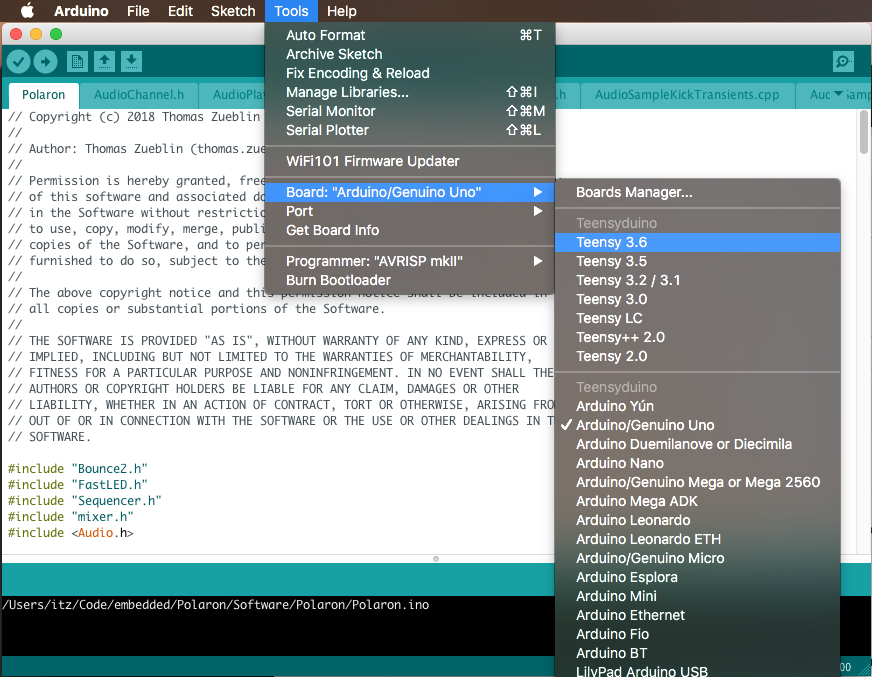 Arduino File Edit Sketch Tools Help
Auto Format ⌘T
Archive Sketch
Fix Encoding & Reload
Manage Libraries... ⇧⌘I
Serial Monitor ⇧⌘M
Serial Plotter ⇧⌘L
WiFi101 Firmware Updater
Board: "Arduino/Genuino Uno"
Port
Get Board Info
Programmer: "AVRISP mkII"
Burn Bootloader
Boards Manager...
Teensyduino
Teensy 3.6
Teensy 3.5
Teensy 3.2 / 3.1
Teensy 3.0
Teensy LC
Teensy++ 2.0
Teensy 2.0
Teensyduino
Arduino Yún
✓ Arduino/Genuino Uno
Arduino Duemilanove or Diecimila
Arduino Nano
Arduino/Genuino Mega or Mega 2560
Arduino Mega ADK
Arduino Leonardo
Arduino Leonardo ETH
Arduino/Genuino Micro
Arduino Esplora
Arduino Mini
Arduino Ethernet
Arduino Fio
Arduino BT
LilyPad Arduino USB
Polaron AudioChannel.h AudioPla .h AudioSampleKickTransients.cpp Auc Samp
// Copyright (c) 2018 Thomas Zueblin
//
// Author: Thomas Zueblin (thomas.zue
//
// Permission is hereby granted, free
// of this software and associated do
// in the Software without restrictio
// to use, copy, modify, merge, publi
// copies of the Software, and to per
// furnished to do so, subject to the
//
// The above copyright notice and this permission notice shall be included in
// all copies or substantial portions of the Software.
//
// THE SOFTWARE IS PROVIDED "AS IS", WITHOUT WARRANTY OF ANY KIND, EXPRESS OR
// IMPLIED, INCLUDING BUT NOT LIMITED TO THE WARRANTIES OF MERCHANTABILITY,
// FITNESS FOR A PARTICULAR PURPOSE AND NONINFRINGEMENT. IN NO EVENT SHALL THE
// AUTHORS OR COPYRIGHT HOLDERS BE LIABLE FOR ANY CLAIM, DAMAGES OR OTHER
// LIABILITY, WHETHER IN AN ACTION OF CONTRACT, TORT OR OTHERWISE, ARISING FRO
// OUT OF OR IN CONNECTION WITH THE SOFTWARE OR THE USE OR OTHER DEALINGS IN T
// SOFTWARE.
#include "Bounce2.h"
#include "FastLED.h"
#include "Sequencer.h"
#include "mixer.h"
#include <Audio.h>
/Users/itz/Code/embedded/Polaron/Software/Polaron/Polaron.ino
00